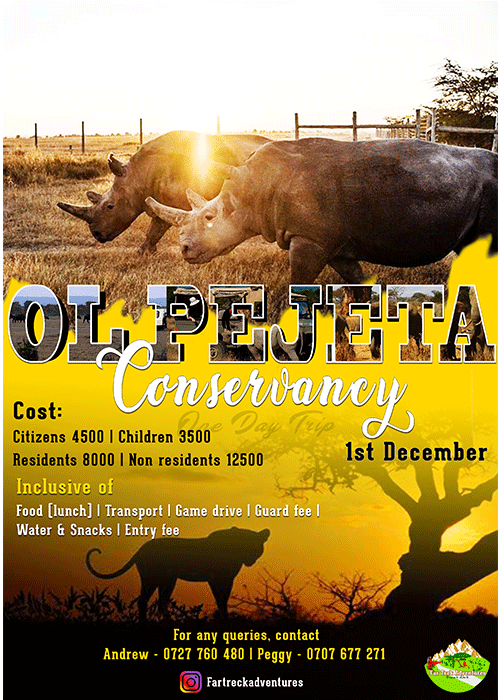 OL PEJETA
Conservancy
One Day Trip
Cost:
Citizens 4500 | Children 3500
Residents 8000 | Non residents 12500
1st December
Inclusive of
Food [lunch] | Transport | Game drive | Guard fee |
Water & Snacks | Entry fee
For any queries, contact
Andrew - 0727 760 480 | Peggy - 0707 677 271
Fartreckadventures